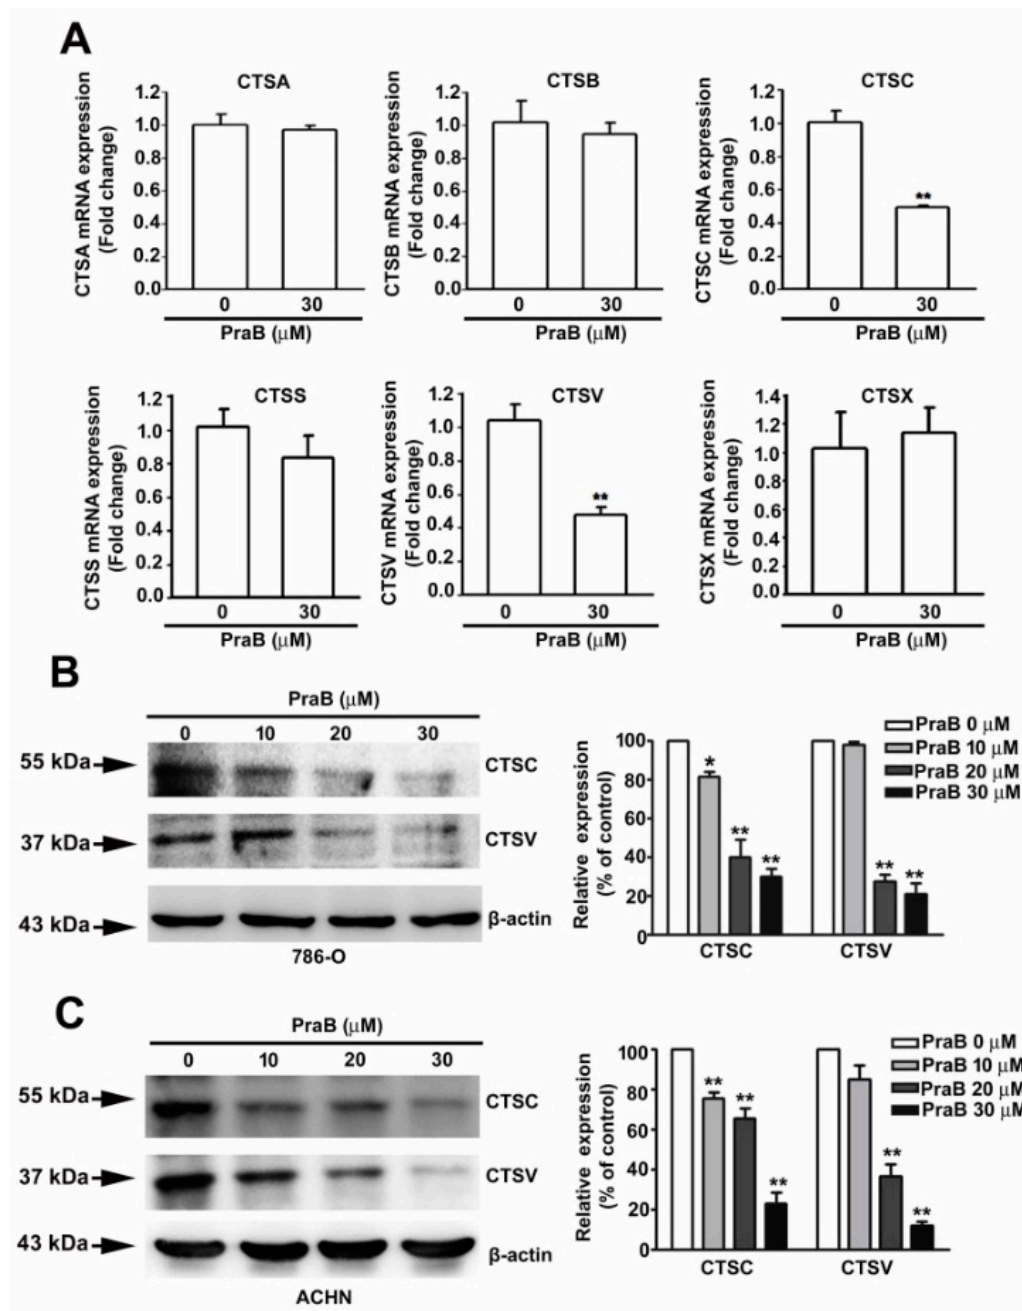 A
CTSA
CTSA mRNA expression
(Fold change)
1.2
1.0
0.8
0.6
0.4
0.2
0.0
0 30
PraB (μM)
CTSB
CTSB mRNA expression
(Fold change)
1.2
1.0
0.8
0.6
0.4
0.2
0.0
0 30
PraB (μM)
CTSC
CTSC mRNA expression
(Fold change)
1.2
1.0
0.8
0.6
0.4
0.2
0.0
**
0 30
PraB (μM)
CTSS
CTSS mRNA expression
(Fold change)
1.2
1.0
0.8
0.6
0.4
0.2
0.0
0 30
PraB (μM)
CTSV
CTSV mRNA expression
(Fold change)
1.2
1.0
0.8
0.6
0.4
0.2
0.0
**
0 30
PraB (μM)
CTSX
CTSX mRNA expression
(Fold change)
1.4
1.2
1.0
0.8
0.6
0.4
0.2
0.0
0 30
PraB (μM)
B
PraB (μM)
0 10 20 30
55 kDa CTSC
37 kDa CTSV
43 kDa β-actin
786-O
Relative expression
(% of control)
100
80
60
40
20
0
* ** **
** **
CTSC CTSV
PraB 0 μM
PraB 10 μM
PraB 20 μM
PraB 30 μM
C
PraB (μM)
0 10 20 30
55 kDa CTSC
37 kDa CTSV
43 kDa β-actin
ACHN
Relative expression
(% of control)
100
80
60
40
20
0
** ** **
** **
CTSC CTSV
PraB 0 μM
PraB 10 μM
PraB 20 μM
PraB 30 μM